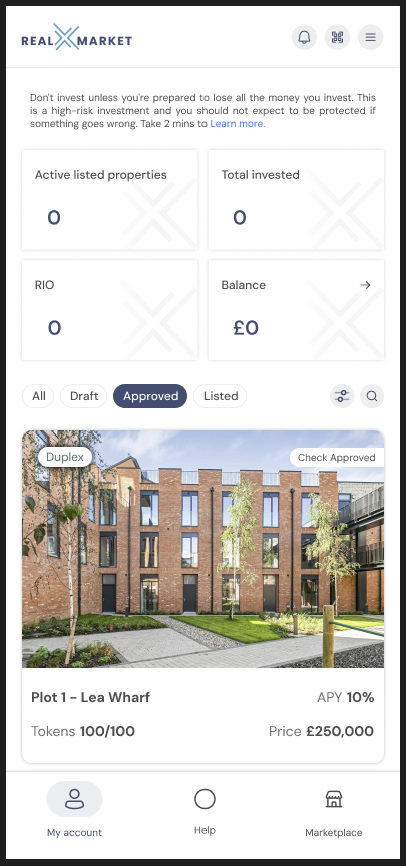 REAL MARKET
Don't invest unless you're prepared to lose all the money you invest. This
is a high-risk investment and you should not expect to be protected if
something goes wrong. Take 2 mins to Learn more.
Active listed properties
0
Total invested
0
RIO
0
Balance
£0
All Draft Approved Listed
Duplex
Check Approved
Plot 1 - Lea Wharf
APY 10%
Tokens 100/100
Price £250,000
My account
Help
Marketplace